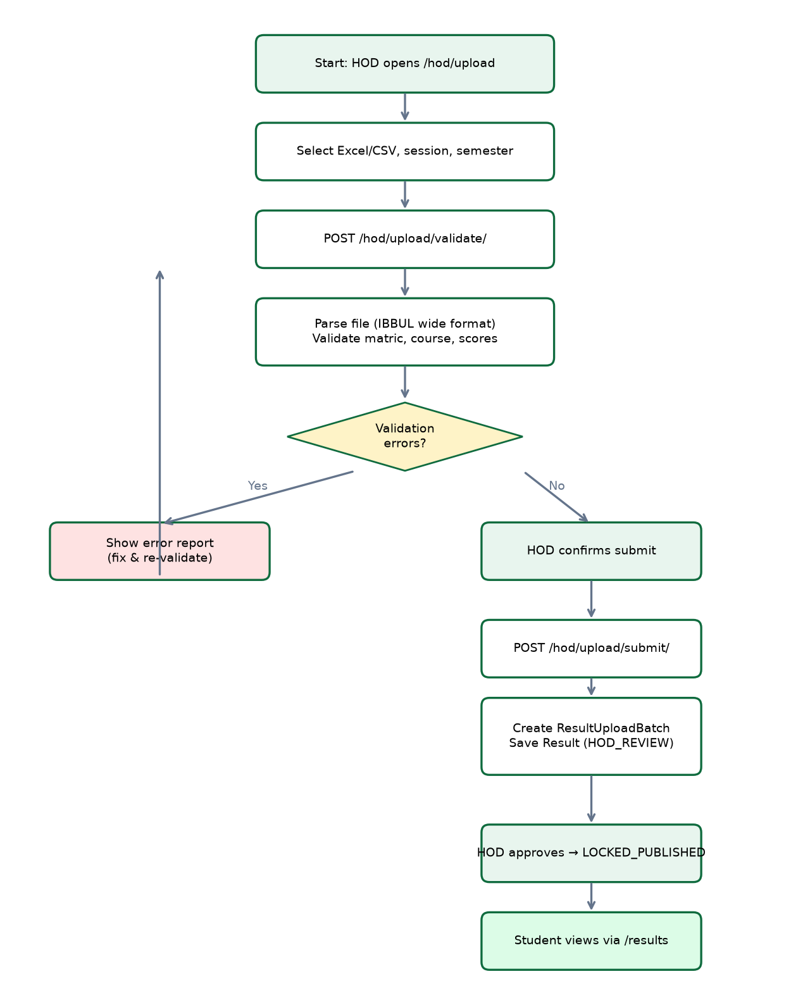 Start: HOD opens /hod/upload
Select Excel/CSV, session, semester
POST /hod/upload/validate/
Parse file (IBBUL wide format)
Validate matric, course, scores
Validation
errors?
Yes
No
Show error report
(fix & re-validate)
HOD confirms submit
POST /hod/upload/submit/
Create ResultUploadBatch
Save Result (HOD_REVIEW)
HOD approves → LOCKED_PUBLISHED
Student views via /results